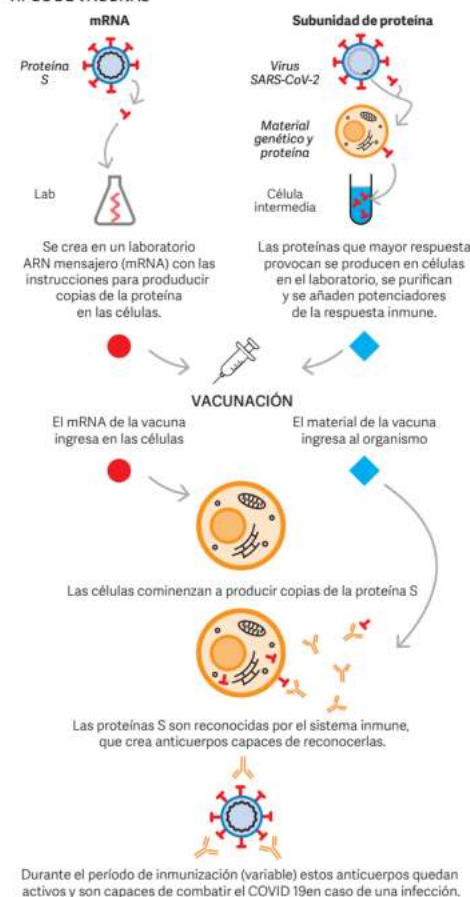 mRNA
Subunidad de proteína
Proteína
S
Virus
SARS-CoV-2
Material
genético y
proteína
Lab
Célula
intermedia
Se crea en un laboratorio
ARN mensajero (mRNA) con las
instrucciones para produducir
copias de la proteína
en las células.
Las proteínas que mayor respuesta
provocan se producen en células
en el laboratorio, se purifican
y se añaden potenciadores
de la respuesta inmune.
VACUNACIÓN
El mRNA de la vacuna
ingresa en las células
El material de la vacuna
ingresa al organismo
Las células cominenzan a producir copias de la proteína S
Las proteínas S son reconocidas por el sistema inmune,
que crea anticuerpos capaces de reconocerlas.
Durante el período de inmunización (variable) estos anticuerpos quedan
activos y son capaces de combatir el COVID 19en caso de una infección.